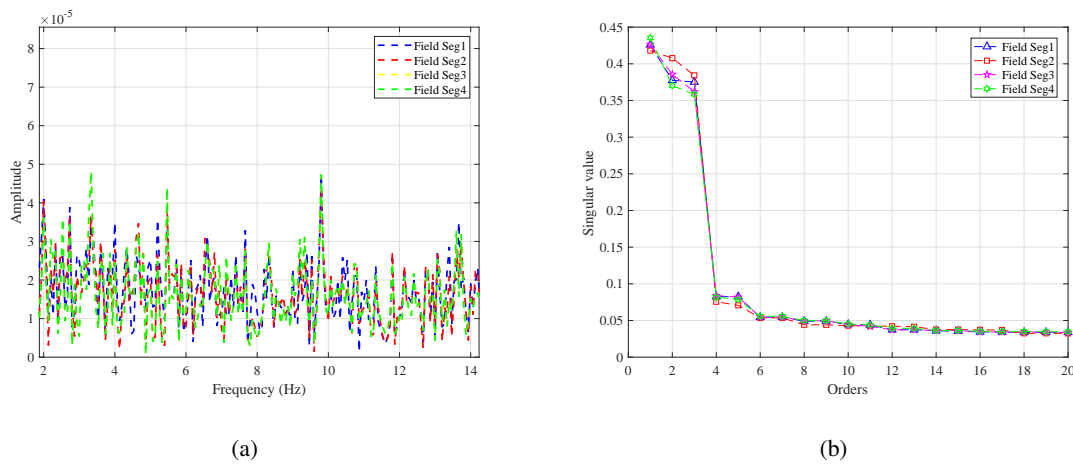 ×10⁻⁵
8
7
6
5
4
3
2
1
0
Amplitude
2 4 6 8 10 12 14
Frequency (Hz)
Field Seg1
Field Seg2
Field Seg3
Field Seg4
(a)
0.45
0.4
0.35
0.3
0.25
0.2
0.15
0.1
0.05
0
Singular value
0 2 4 6 8 10 12 14 16 18 20
Orders
Field Seg1
Field Seg2
Field Seg3
Field Seg4
(b)